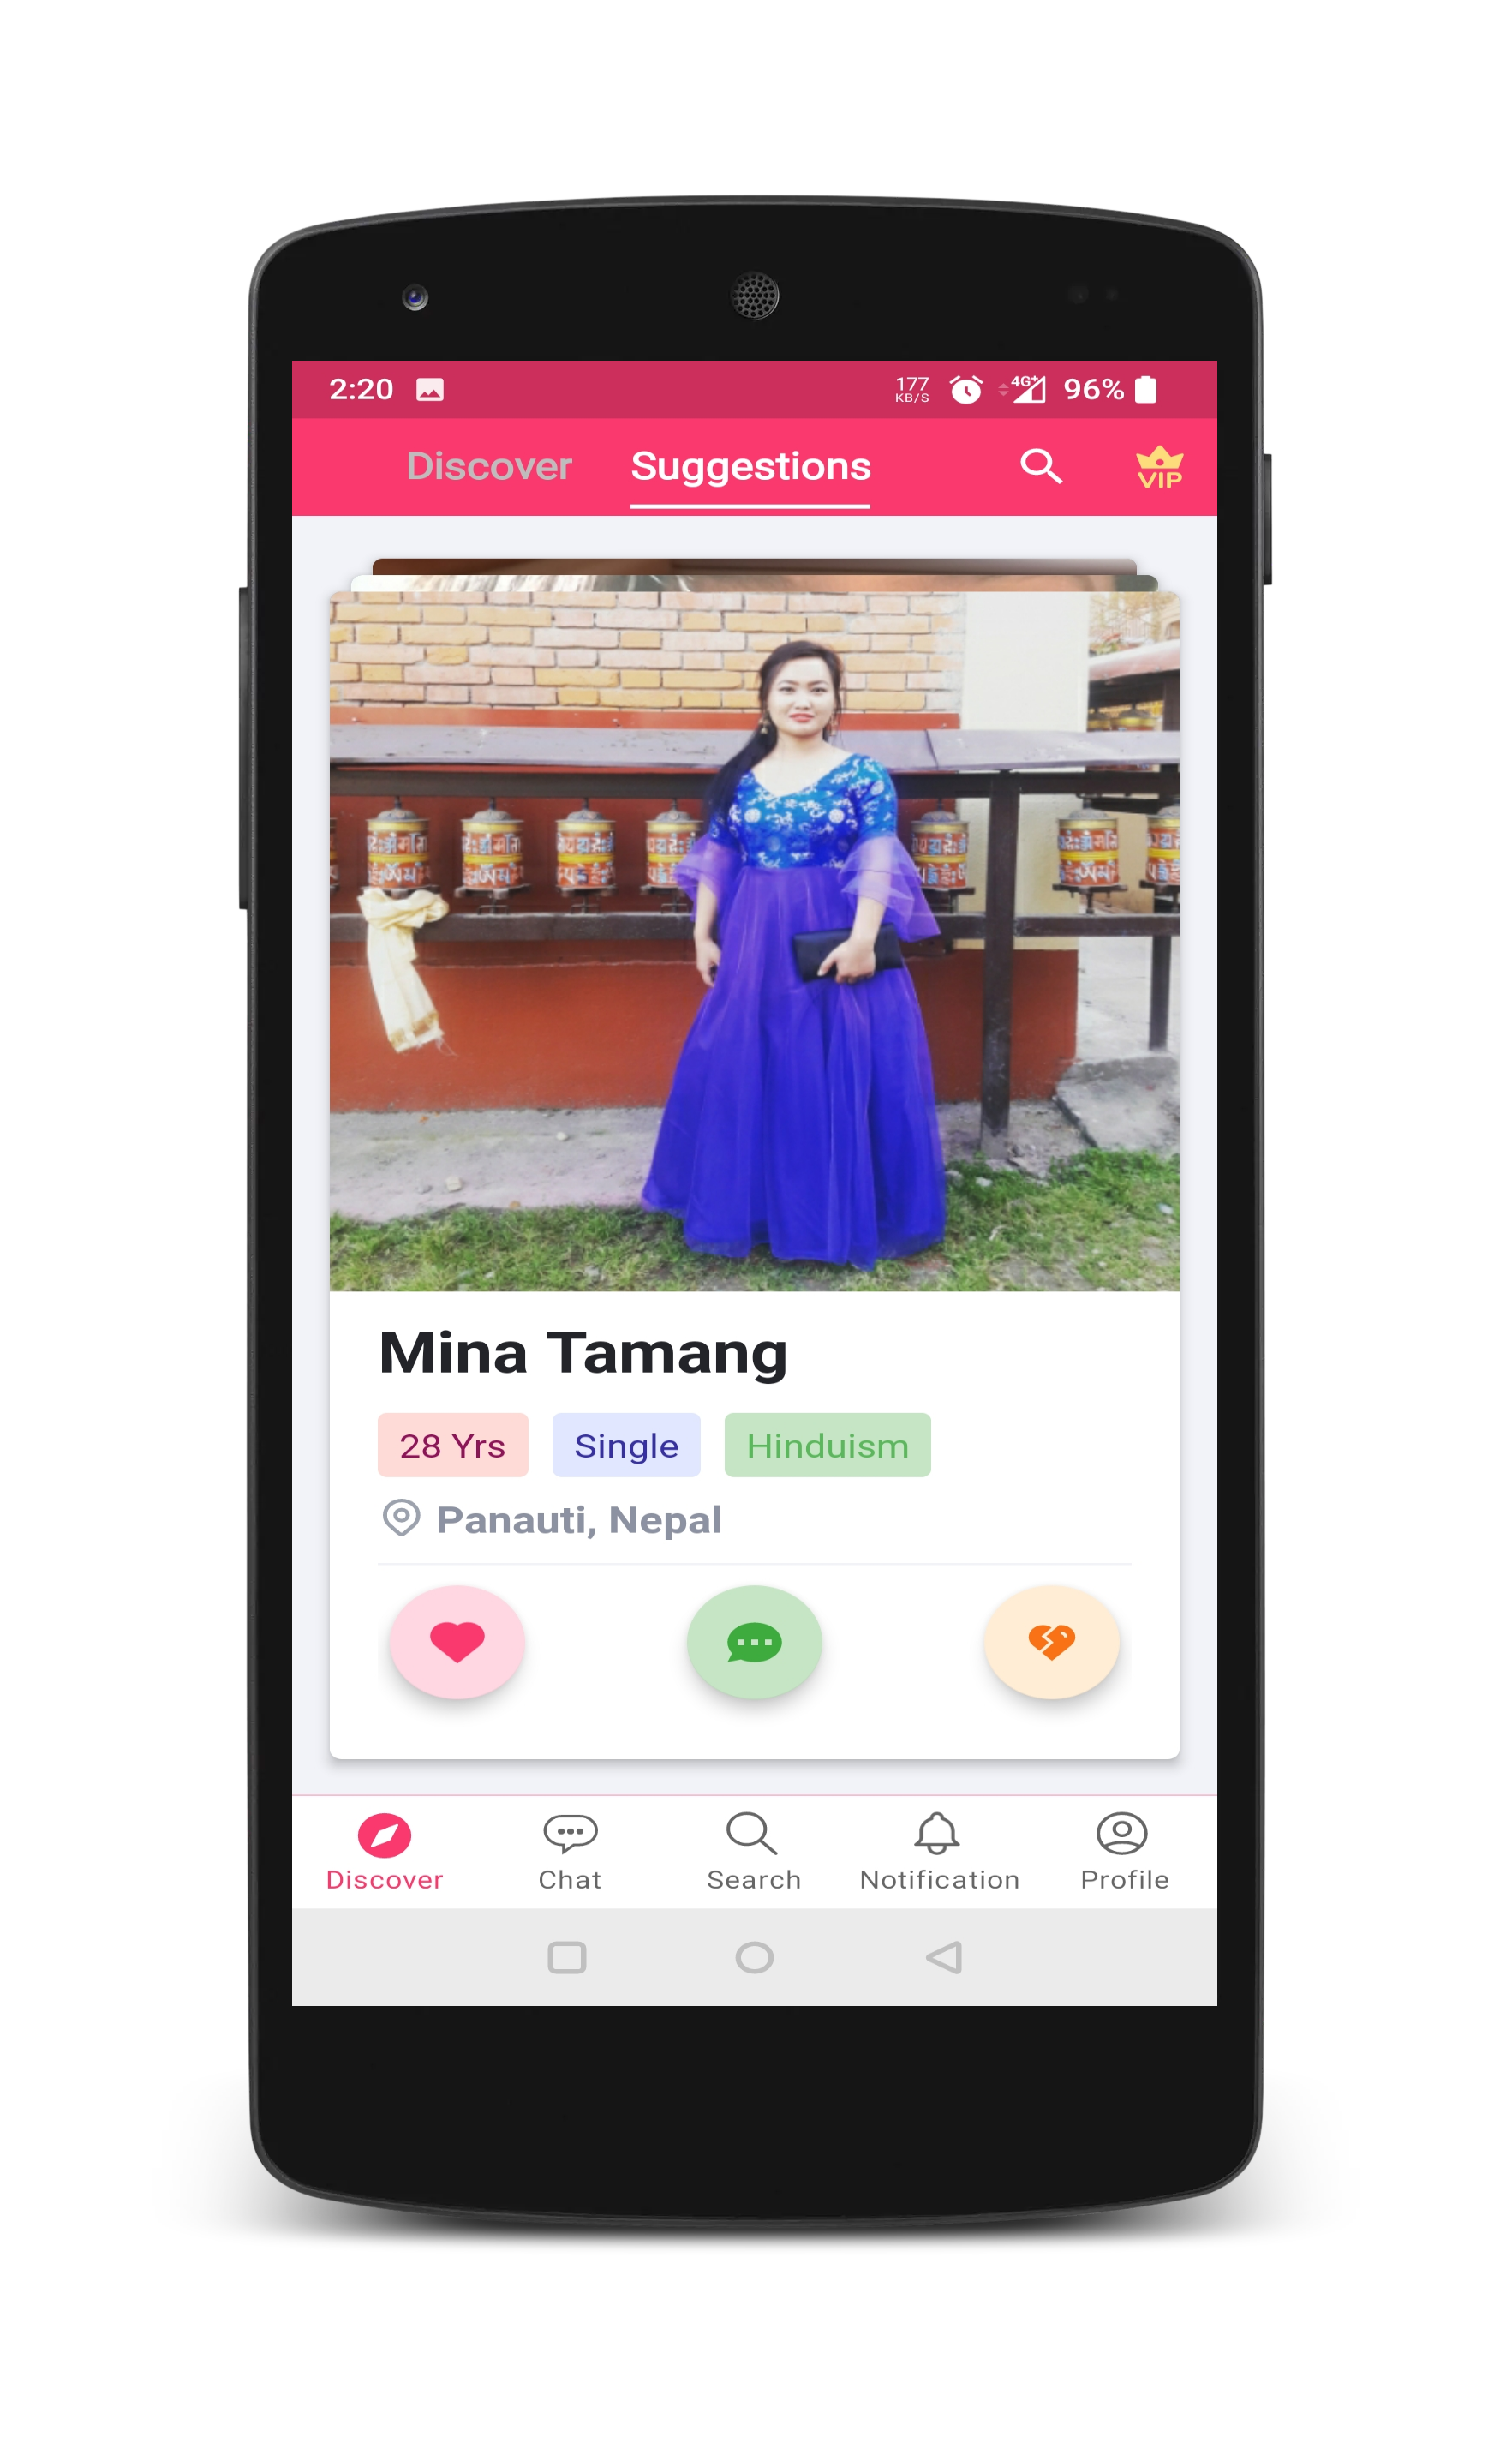 2:20 177 KB/S 4G+ 96%
Discover Suggestions VIP
Mina Tamang
28 Yrs Single Hinduism
Panauti, Nepal
Discover Chat Search Notification Profile